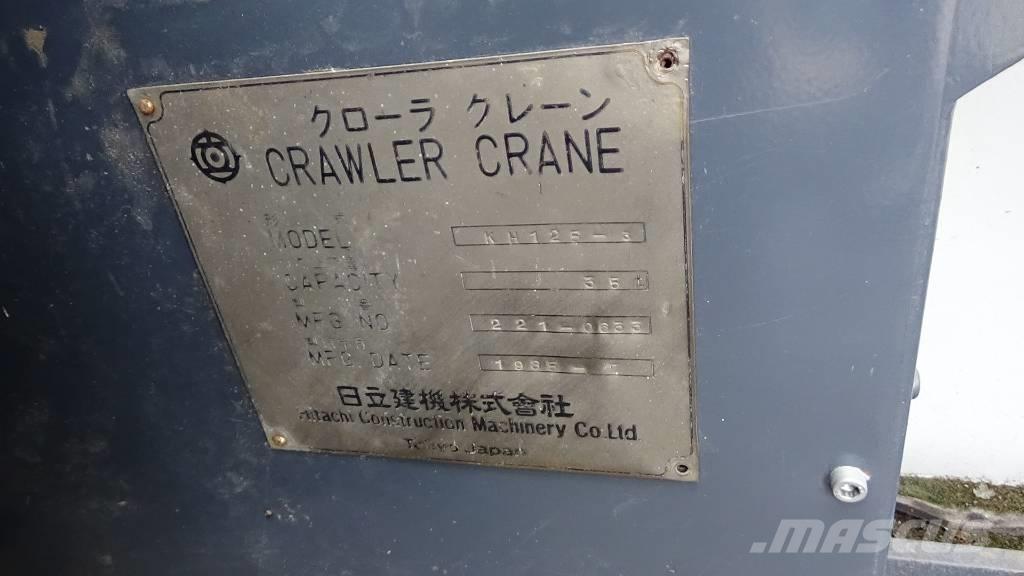 クローラ クレーン
CRAWLER CRANE
MODEL KH125-3
CAPACITY 35t
MFG NO 221-0633
MFG DATE 1985-
日立建機株式會社
Hitachi Construction Machinery Co.Ltd
Tokyo Japan
MASCUS